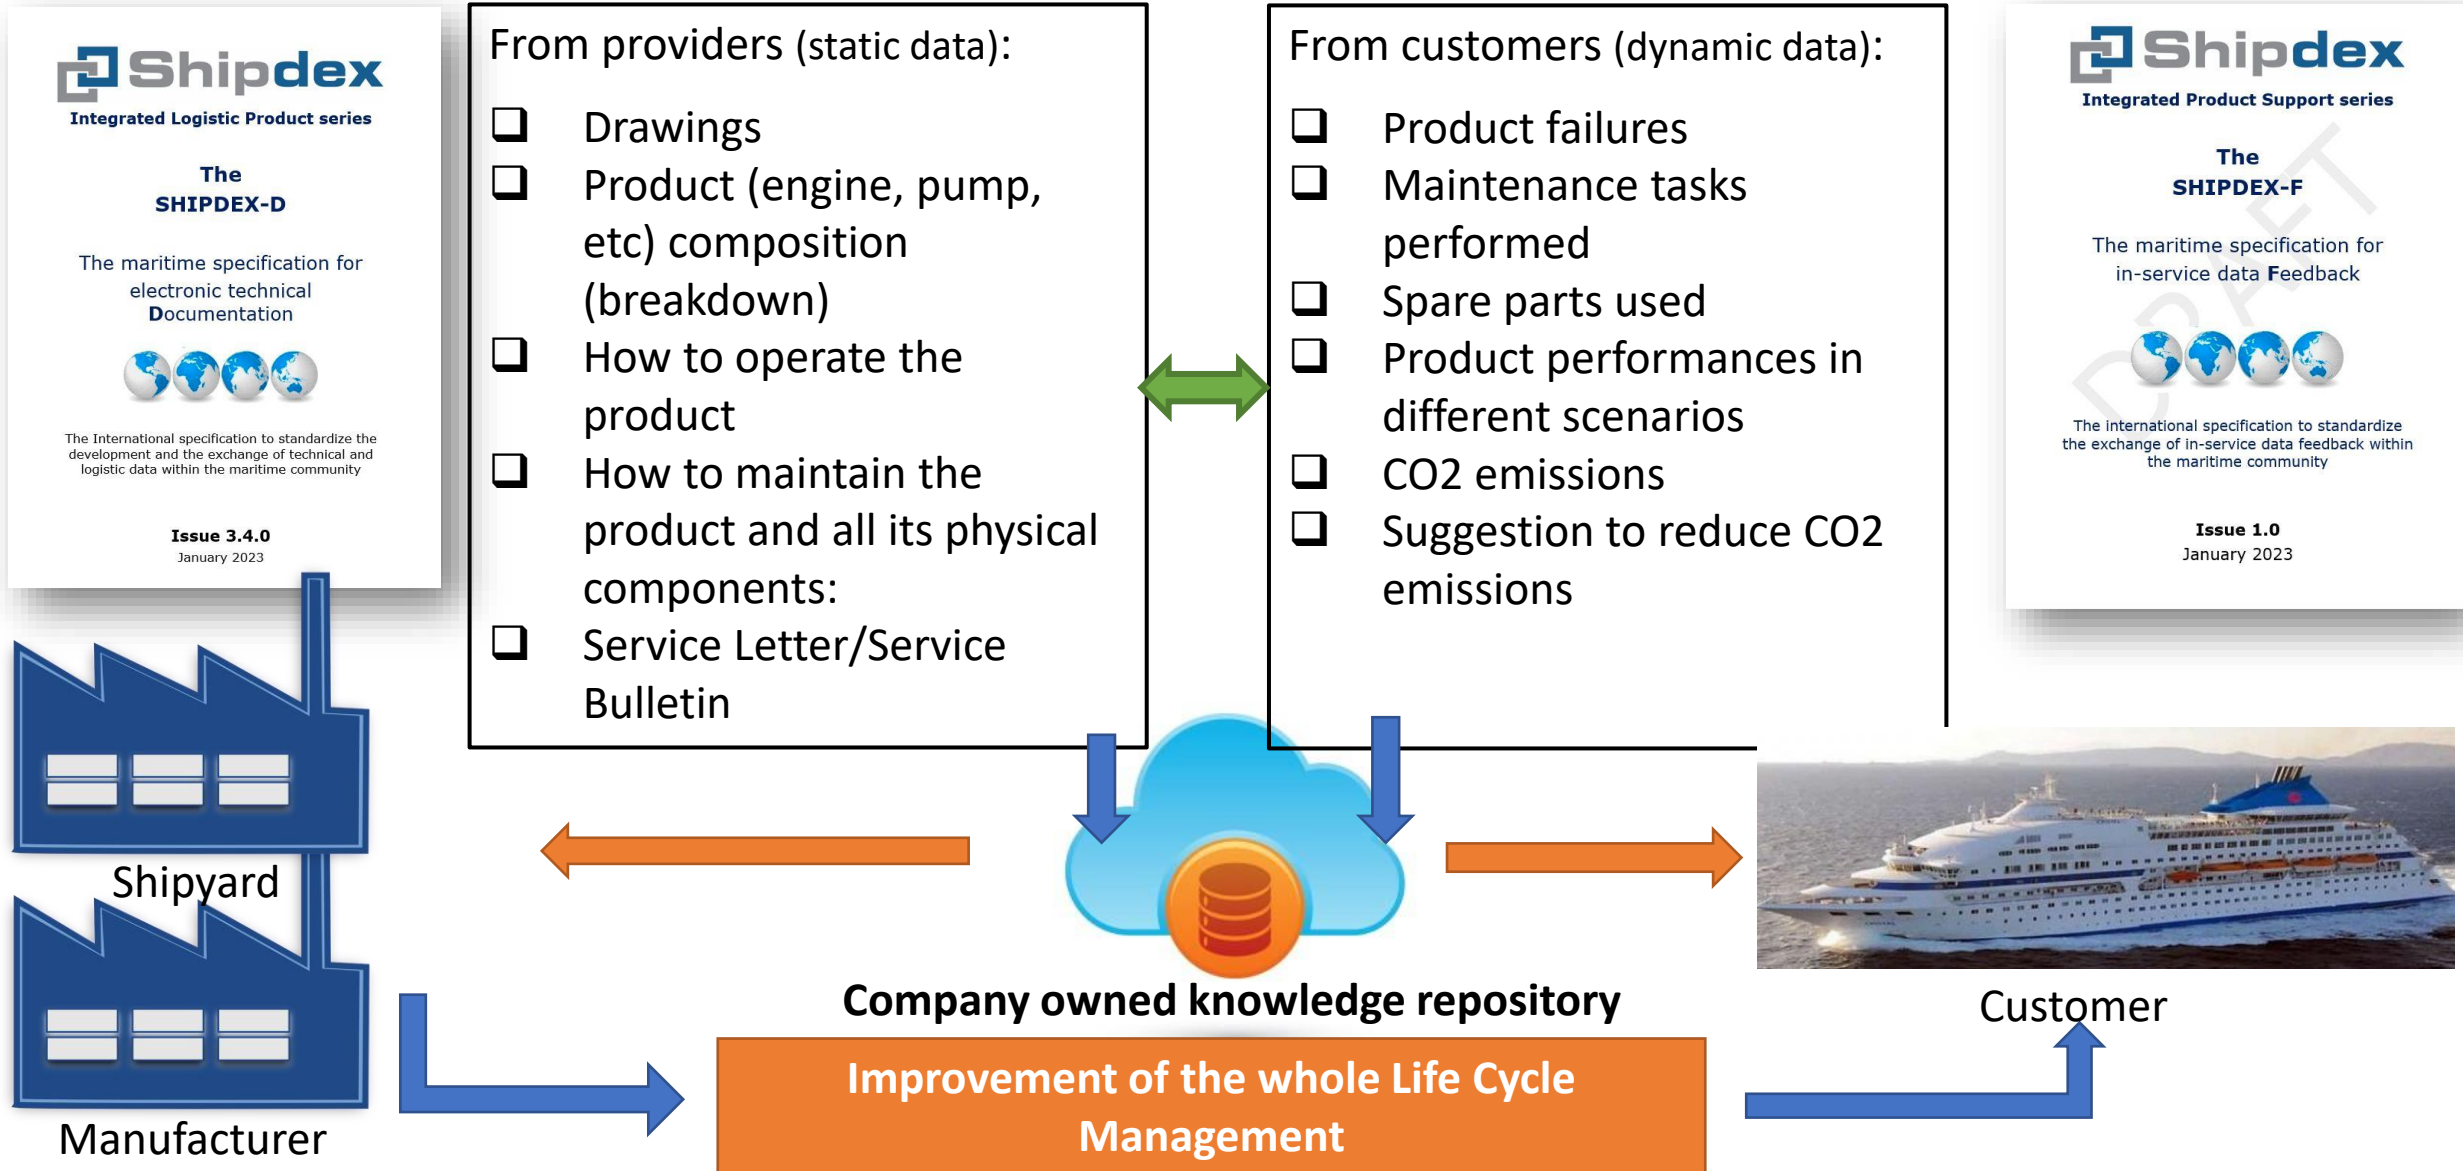 Shipdex
Integrated Logistic Product series
The
SHIPDEX-D
The maritime specification for
electronic technical
Documentation
The International specification to standardize the
development and the exchange of technical and
logistic data within the maritime community
Issue 3.4.0
January 2023
From providers (static data):
Drawings
Product (engine, pump,
etc) composition
(breakdown)
How to operate the
product
How to maintain the
product and all its physical
components:
Service Letter/Service
Bulletin
From customers (dynamic data):
Product failures
Maintenance tasks
performed
Spare parts used
Product performances in
different scenarios
CO2 emissions
Suggestion to reduce CO2
emissions
Shipdex
Integrated Product Support series
The
SHIPDEX-F
The maritime specification for
in-service data Feedback
DRAFT
The international specification to standardize
the exchange of in-service data feedback within
the maritime community
Issue 1.0
January 2023
Shipyard
Manufacturer
Company owned knowledge repository
Improvement of the whole Life Cycle
Management
Customer